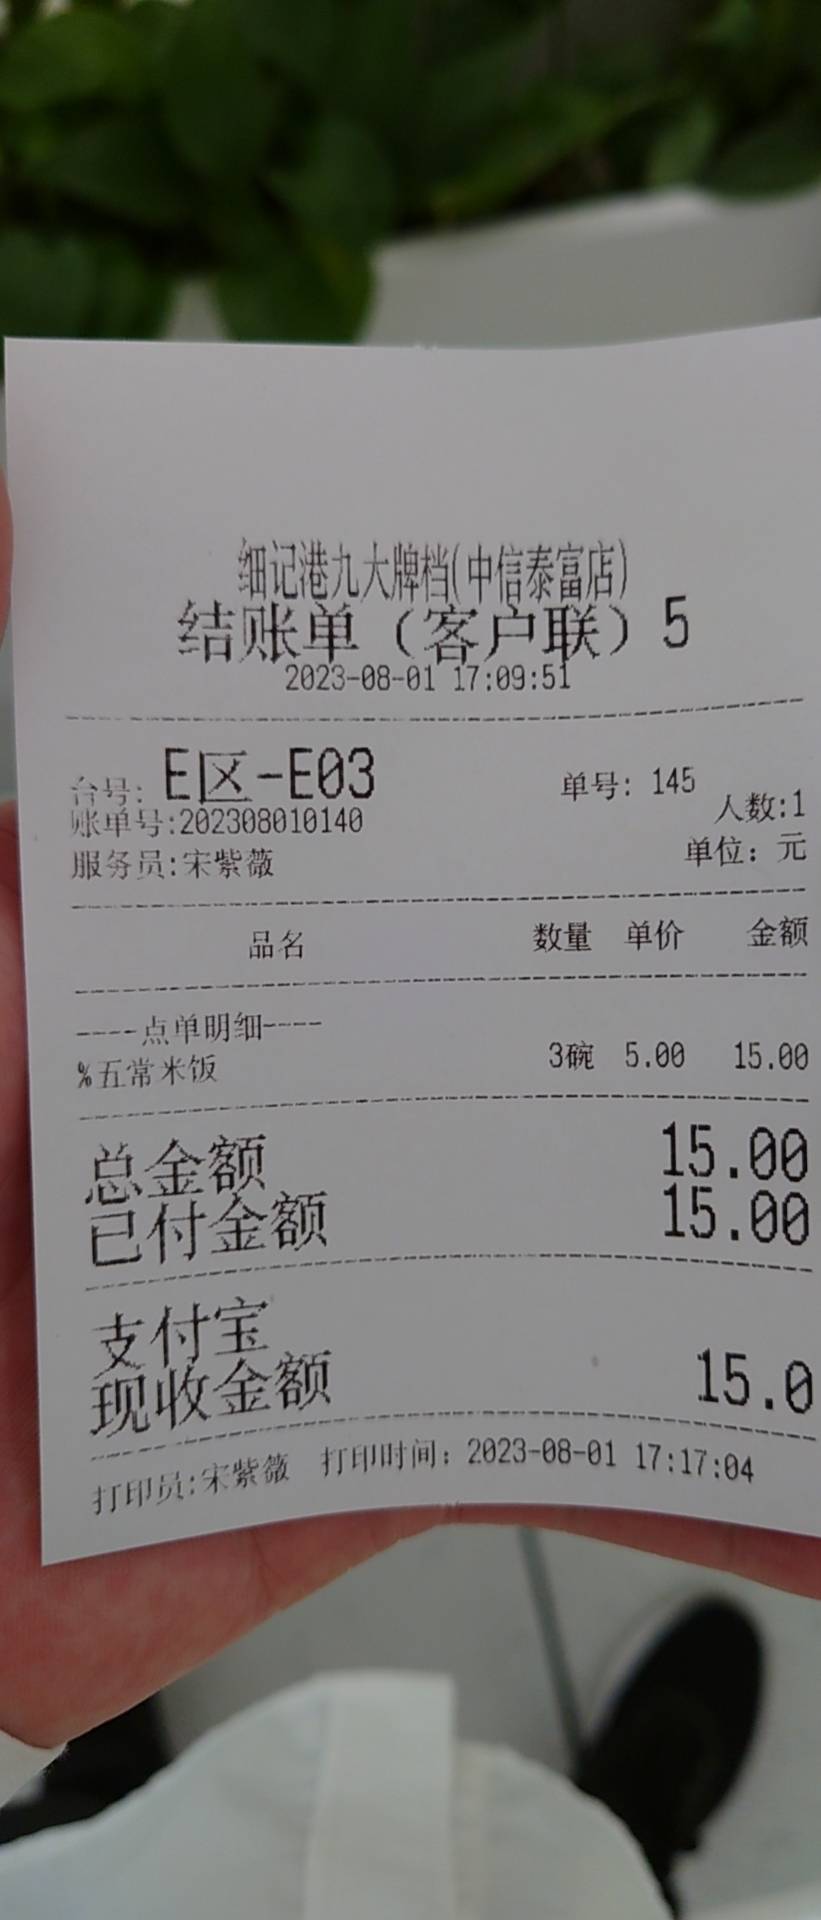 细记港九大牌档(中信泰富店)
结账单（客户联）5
2023-08-01 17:09:51
台号: E区-E03 单号: 145
账单号:202308010140 人数:1
服务员:宋紫薇 单位: 元
品名 数量 单价 金额
----点单明细----
%五常米饭 3碗 5.00 15.00
总金额 15.00
已付金额 15.00
支付宝
现收金额 15.0
打印员:宋紫薇 打印时间: 2023-08-01 17:17:04